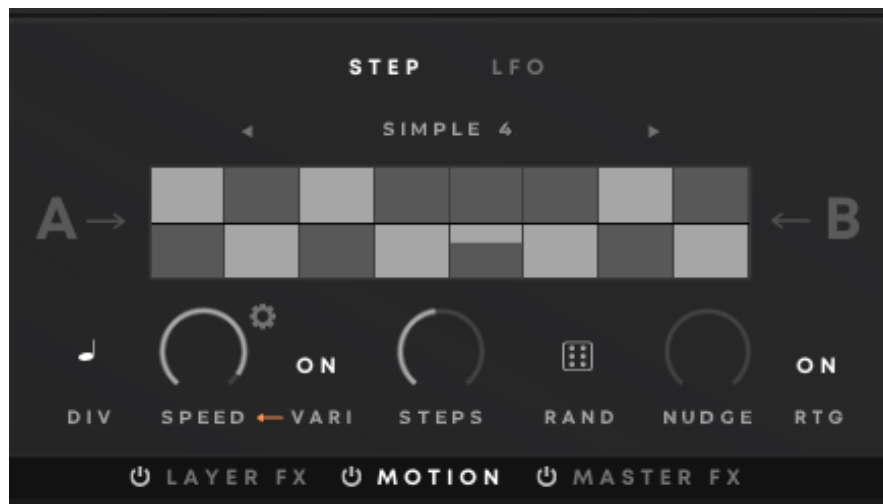 STEP LFO
SIMPLE 4
A B
ON ON
DIV SPEED VARI STEPS RAND NUDGE RTG
LAYER FX MOTION MASTER FX